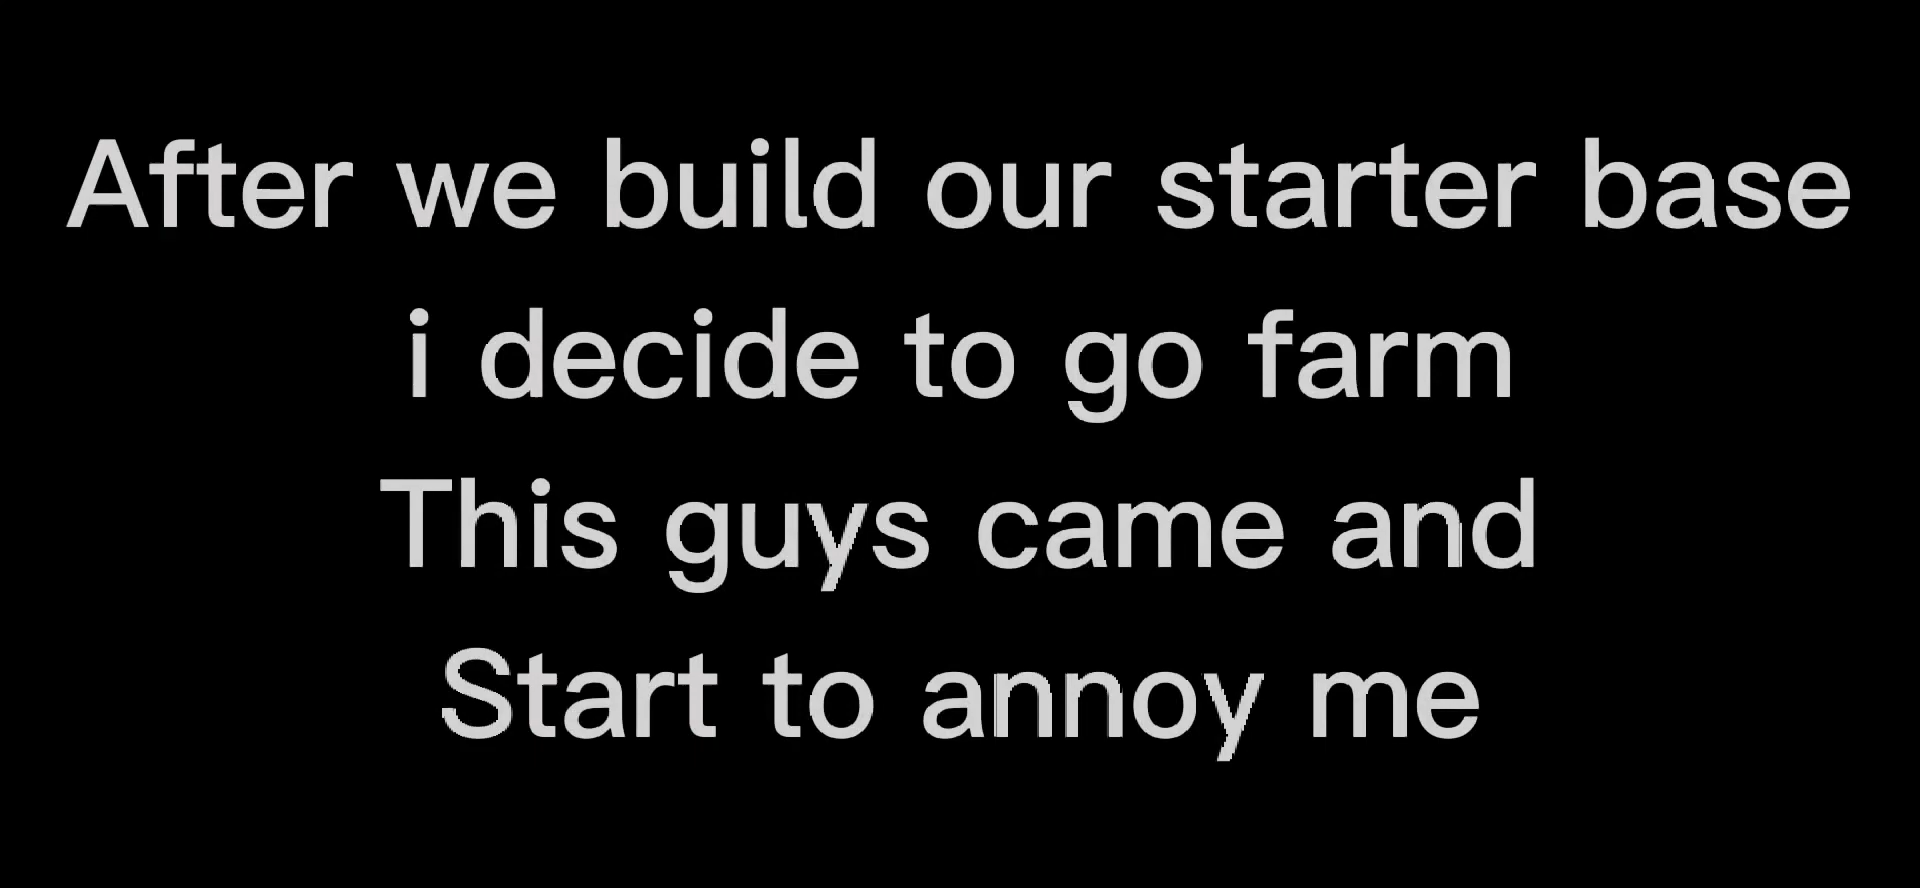 After we build our starter base
i decide to go farm
This guys came and
Start to annoy me